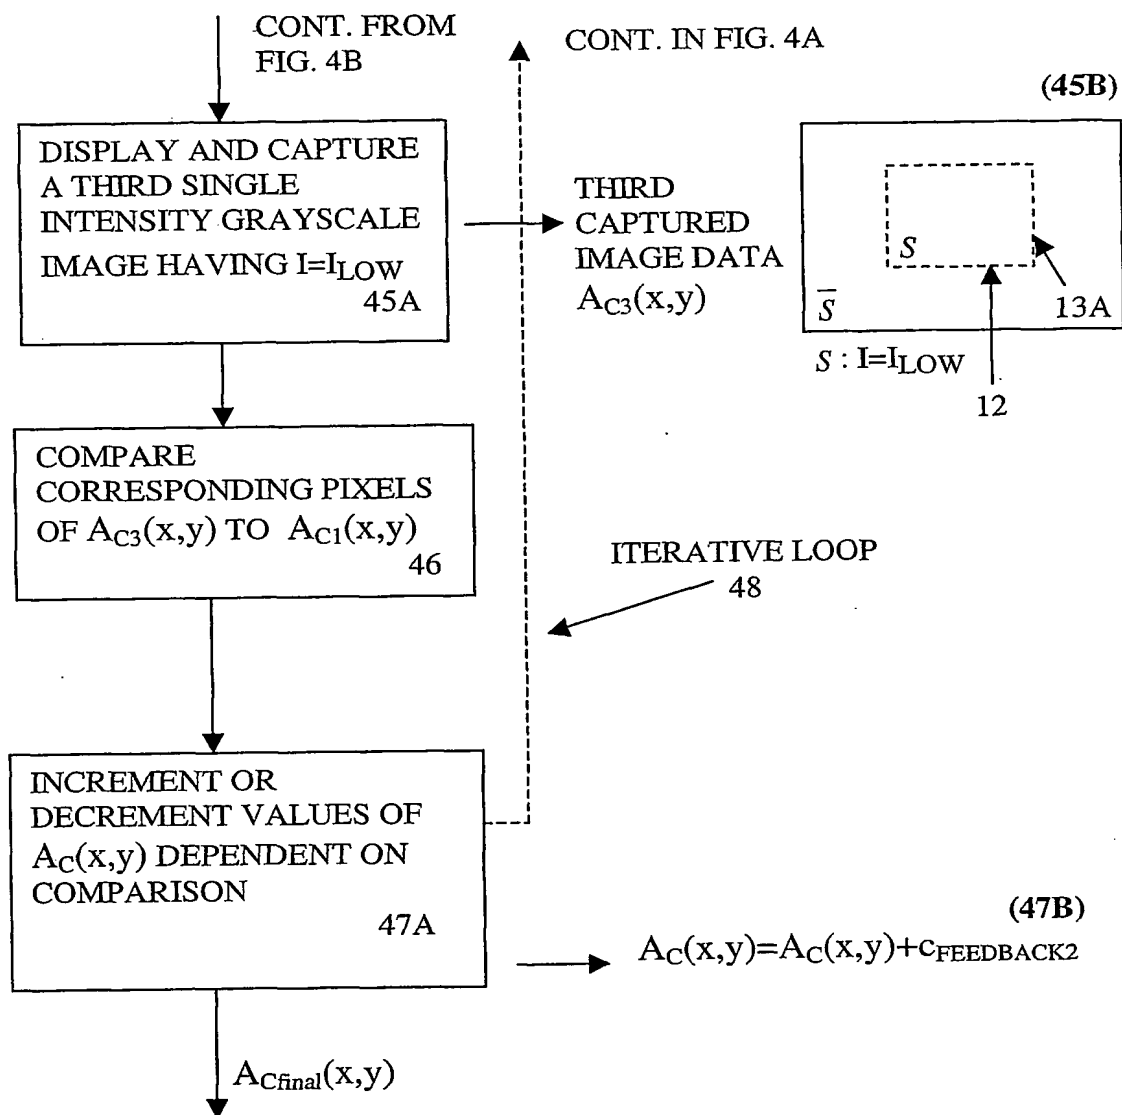 CONT. FROM
FIG. 4B
CONT. IN FIG. 4A
(45B)
DISPLAY AND CAPTURE
A THIRD SINGLE
INTENSITY GRAYSCALE
IMAGE HAVING I=I_LOW
45A
THIRD
CAPTURED
IMAGE DATA
A_C3(x,y)
S
S̅
13A
S : I=I_LOW
12
COMPARE
CORRESPONDING PIXELS
OF A_C3(x,y) TO A_C1(x,y)
46
ITERATIVE LOOP
48
INCREMENT OR
DECREMENT VALUES OF
A_C(x,y) DEPENDENT ON
COMPARISON
47A
(47B)
A_C(x,y)=A_C(x,y)+c_FEEDBACK2
A_Cfinal(x,y)